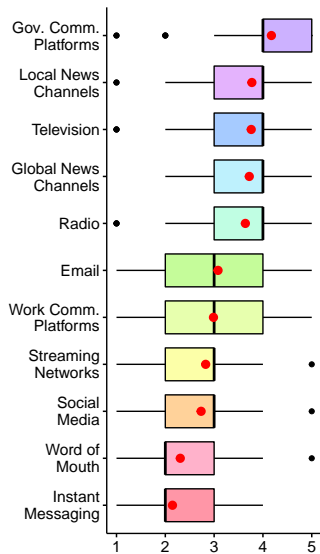 Gov. Comm.
Platforms
Local News
Channels
Television
Global News
Channels
Radio
Email
Work Comm.
Platforms
Streaming
Networks
Social
Media
Word of
Mouth
Instant
Messaging
1 2 3 4 5